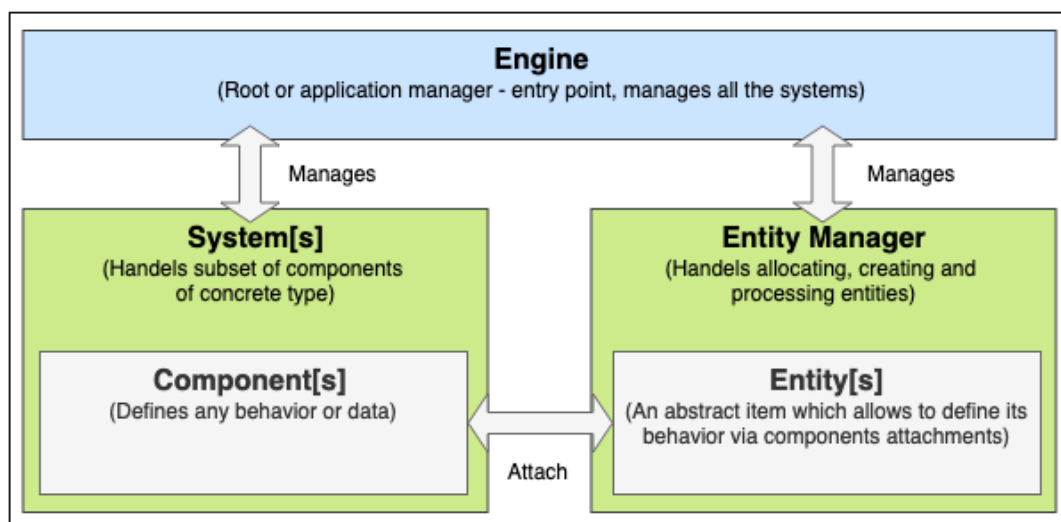 Engine
(Root or application manager - entry point, manages all the systems)
Manages
Manages
System[s]
(Handels subset of components
of concrete type)
Entity Manager
(Handels allocating, creating and
processing entities)
Component[s]
(Defines any behavior or data)
Entity[s]
(An abstract item which allows to define its
behavior via components attachments)
Attach